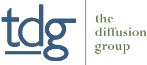 tdg
the
diffusion
group